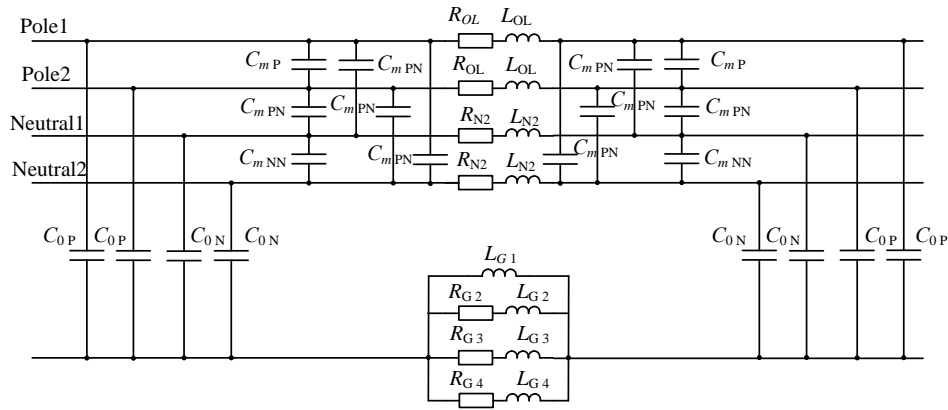 Pole1 R_OL L_OL
C_m P C_m PN C_m PN C_m P
Pole2 R_OL L_OL
C_m PN C_m PN C_m PN C_m PN
Neutral1 R_N2 L_N2
C_m NN C_m PN C_m PN C_m NN
Neutral2 R_N2 L_N2
C_0 P C_0 P C_0 N C_0 N C_0 N C_0 N C_0 P C_0 P
L_G 1
R_G 2 L_G 2
R_G 3 L_G 3
R_G 4 L_G 4